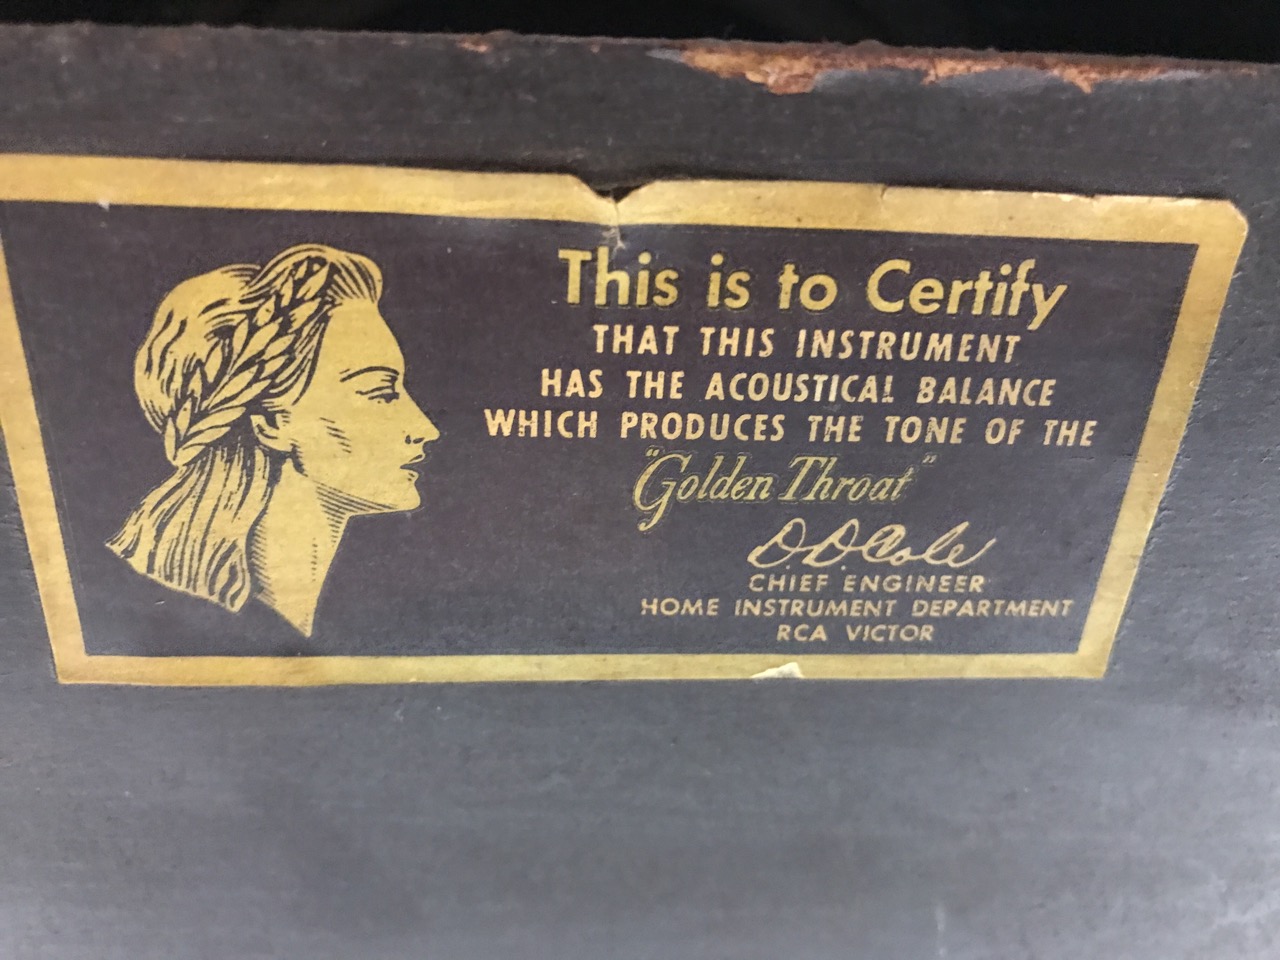 This is to Certify
THAT THIS INSTRUMENT
HAS THE ACOUSTICAL BALANCE
WHICH PRODUCES THE TONE OF THE
"Golden Throat"
D.D.Cole
CHIEF ENGINEER
HOME INSTRUMENT DEPARTMENT
RCA VICTOR